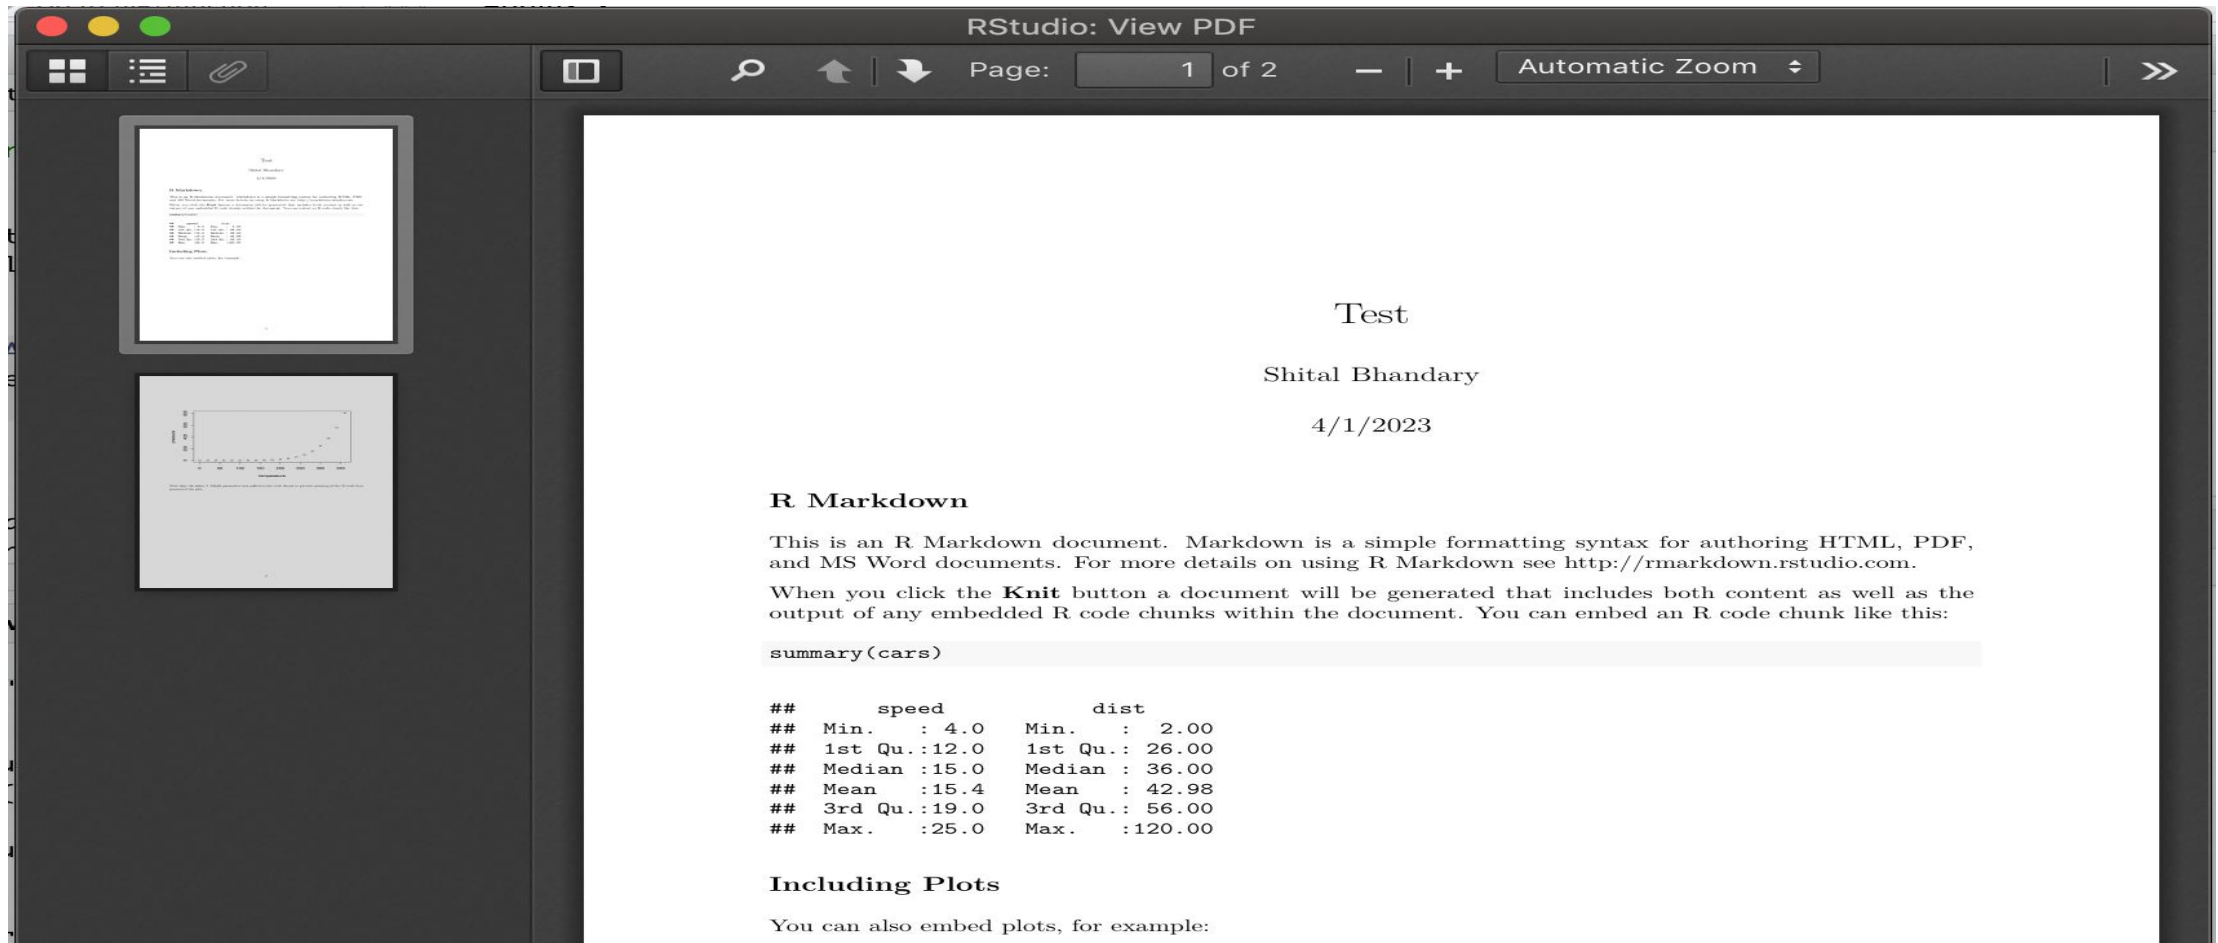 RStudio: View PDF
Page: 1 of 2
Automatic Zoom
Test
Shital Bhandary
4/1/2023
R Markdown
This is an R Markdown document. Markdown is a simple formatting syntax for authoring HTML, PDF,
and MS Word documents. For more details on using R Markdown see http://rmarkdown.rstudio.com.
When you click the Knit button a document will be generated that includes both content as well as the
output of any embedded R code chunks within the document. You can embed an R code chunk like this:
summary(cars)
##      speed           dist
##  Min.   : 4.0   Min.   :  2.00
##  1st Qu.:12.0   1st Qu.: 26.00
##  Median :15.0   Median : 36.00
##  Mean   :15.4   Mean   : 42.98
##  3rd Qu.:19.0   3rd Qu.: 56.00
##  Max.   :25.0   Max.   :120.00
Including Plots
You can also embed plots, for example: